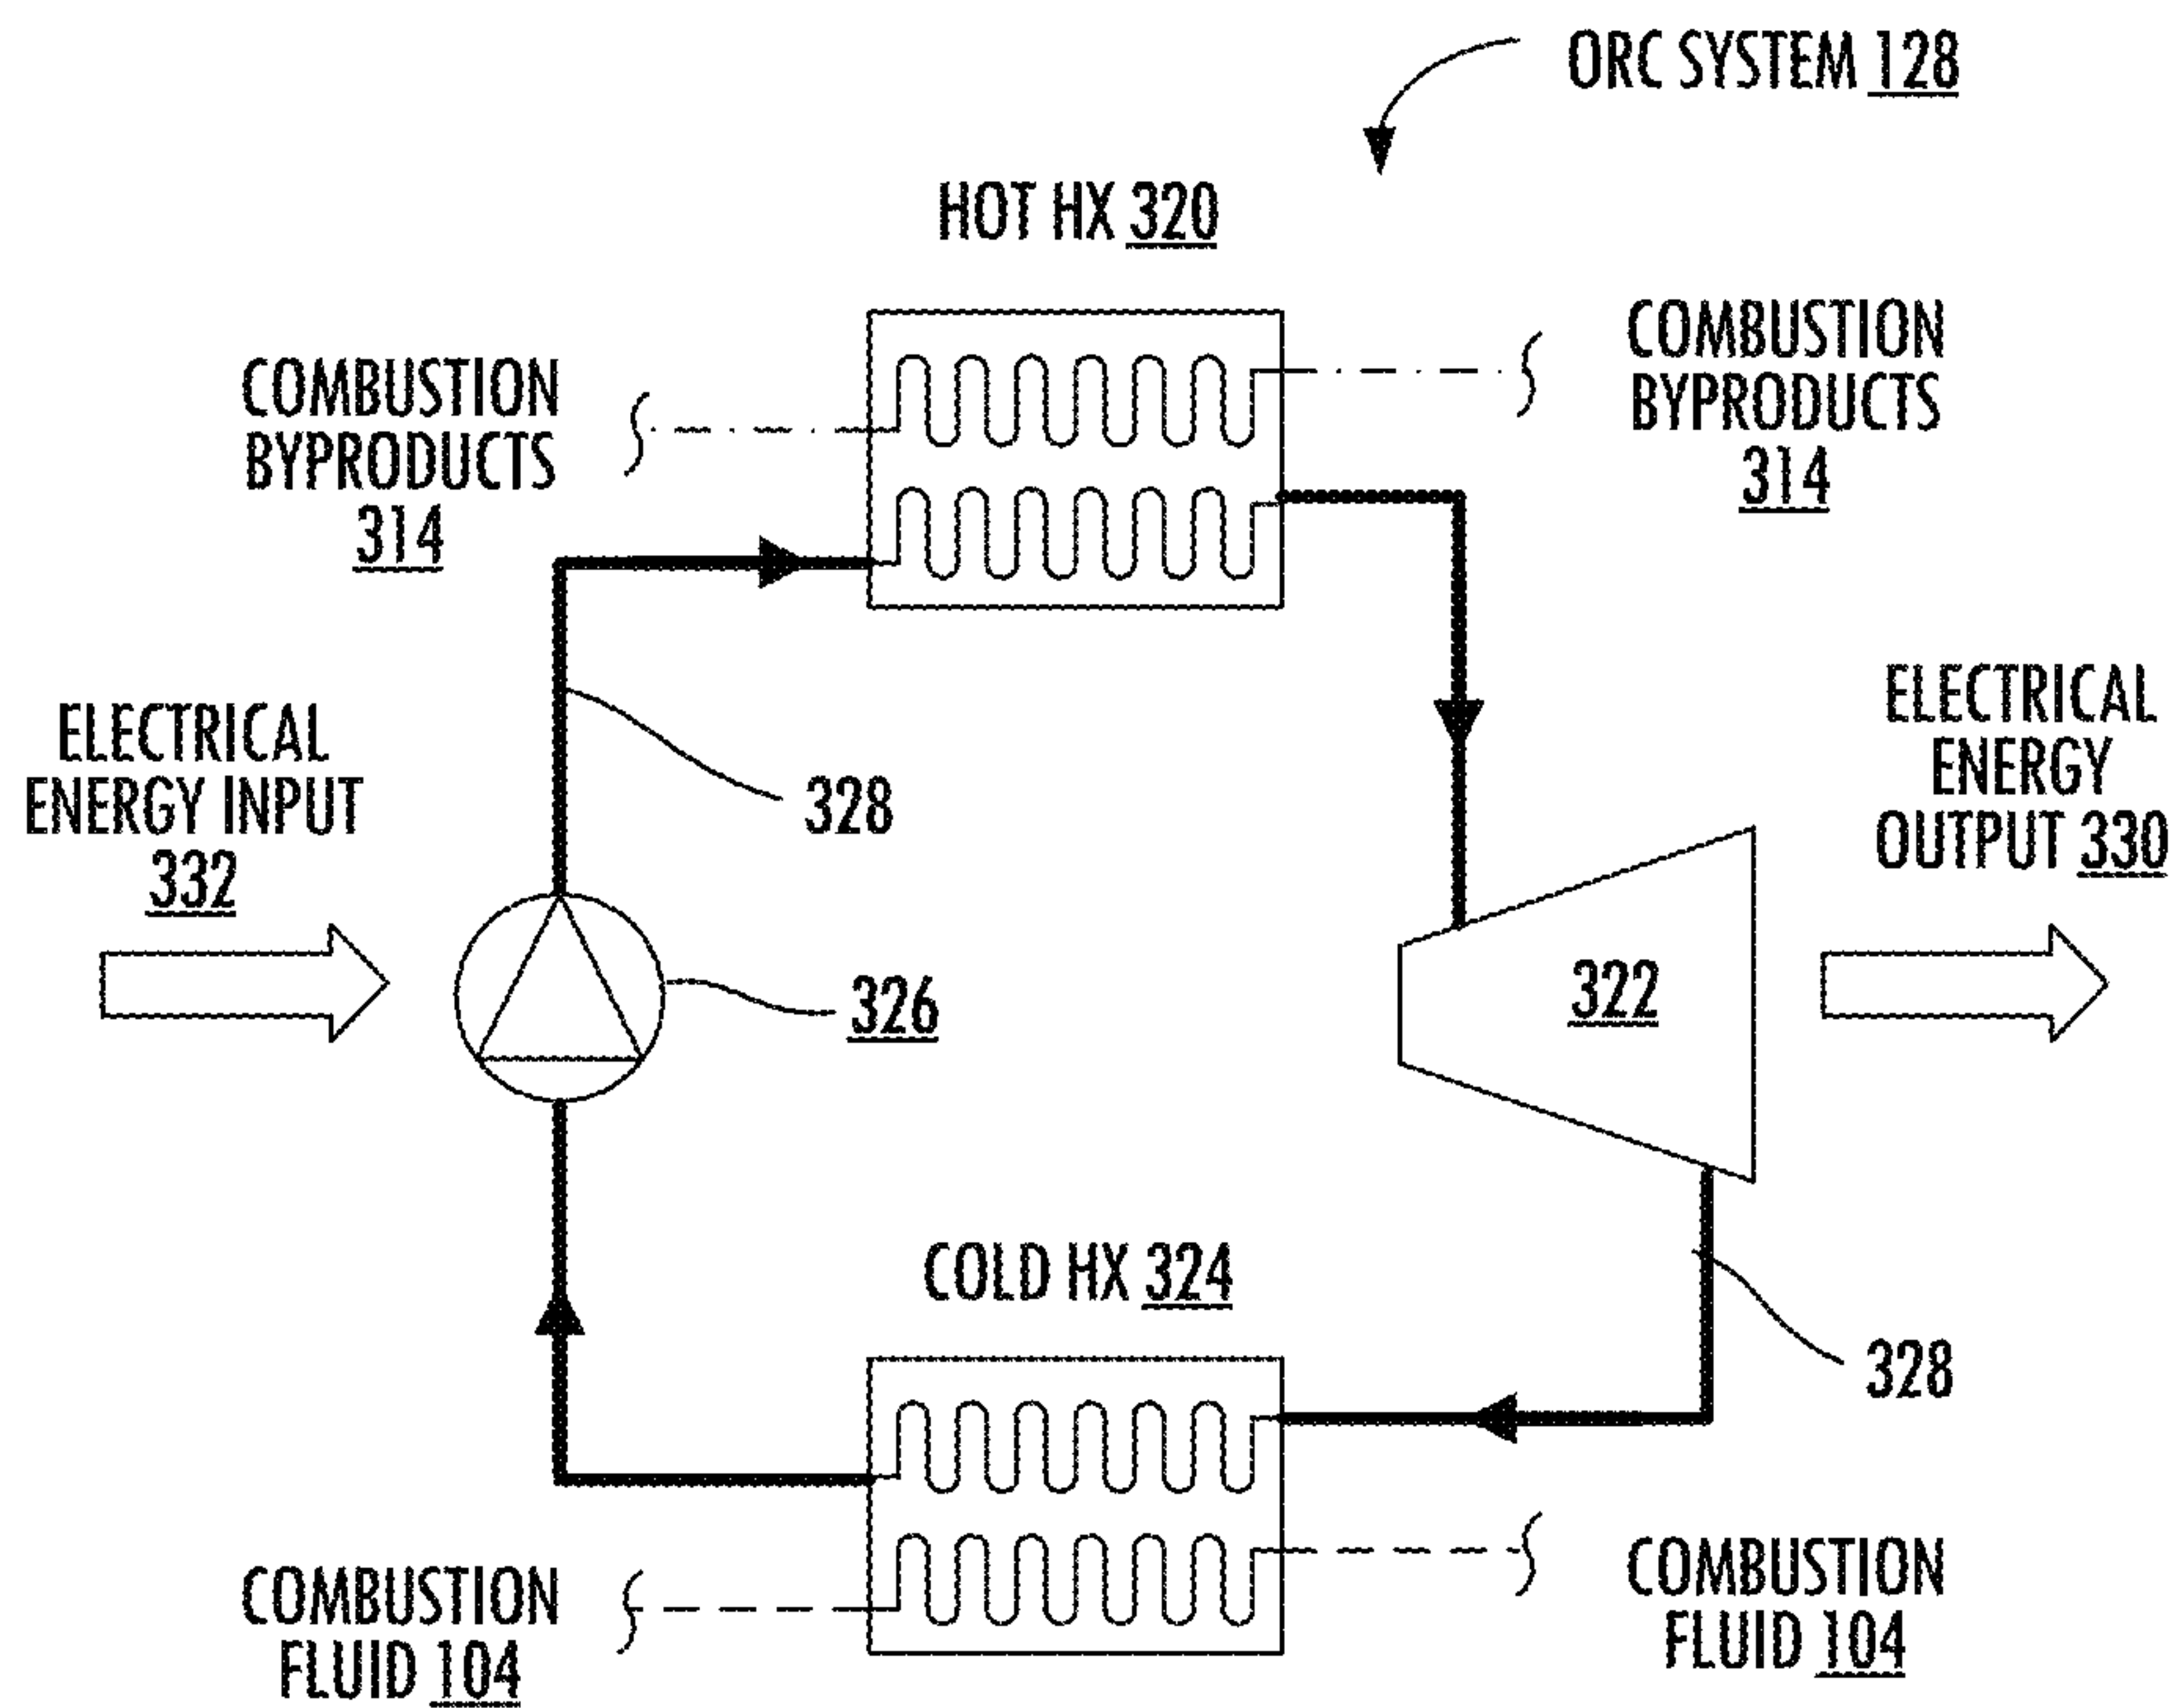 ORC SYSTEM 128
HOT HX 320
COMBUSTION
BYPRODUCTS
314
COMBUSTION
BYPRODUCTS
314
ELECTRICAL
ENERGY INPUT
332
328
ELECTRICAL
ENERGY
OUTPUT 330
326
322
COLD HX 324
328
COMBUSTION
FLUID 104
COMBUSTION
FLUID 104